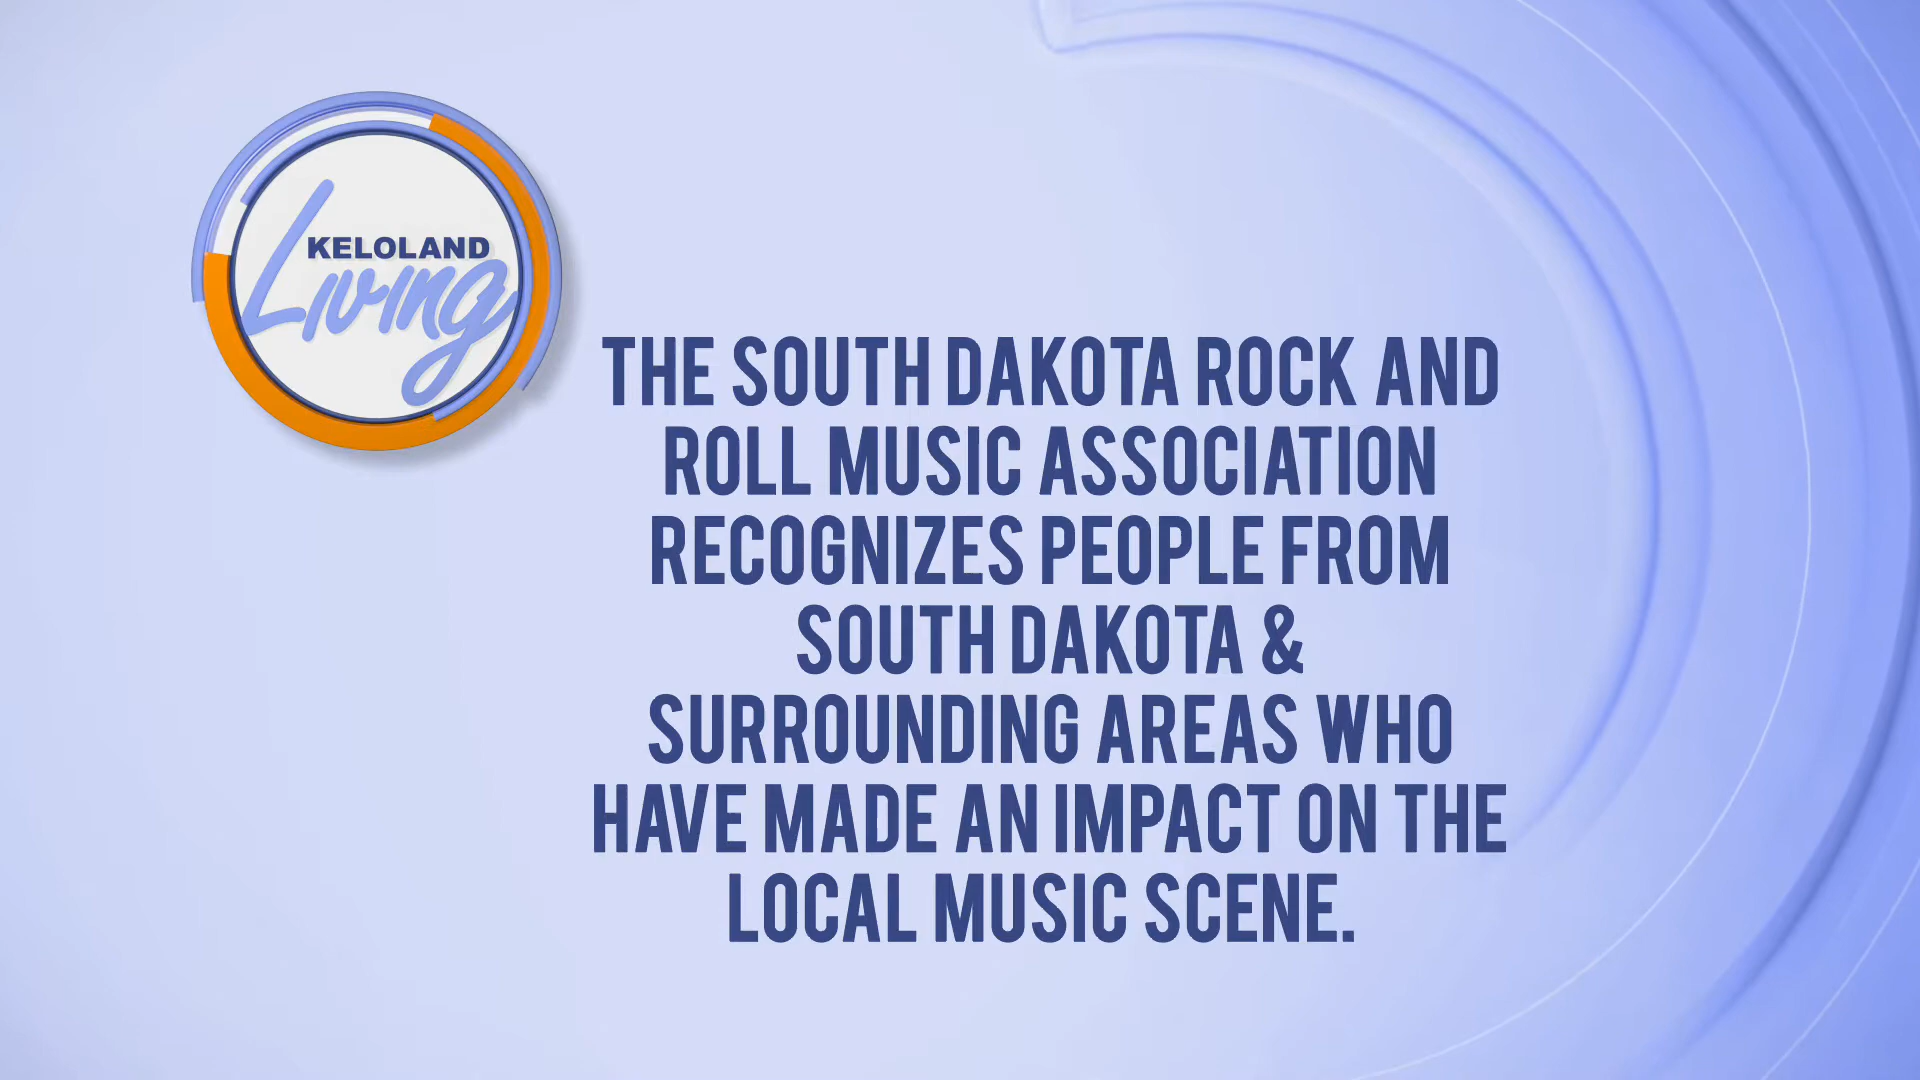 KELOLAND
Living
THE SOUTH DAKOTA ROCK AND
ROLL MUSIC ASSOCIATION
RECOGNIZES PEOPLE FROM
SOUTH DAKOTA &
SURROUNDING AREAS WHO
HAVE MADE AN IMPACT ON THE
LOCAL MUSIC SCENE.